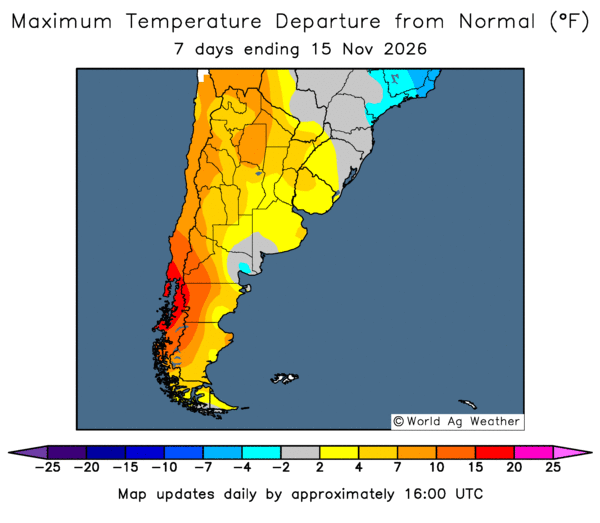 Maximum Temperature Departure from Normal (°F)
7 days ending 15 Nov 2026
© World Ag Weather
-25 -20 -15 -10 -7 -4 -2 2 4 7 10 15 20 25
Map updates daily by approximately 16:00 UTC